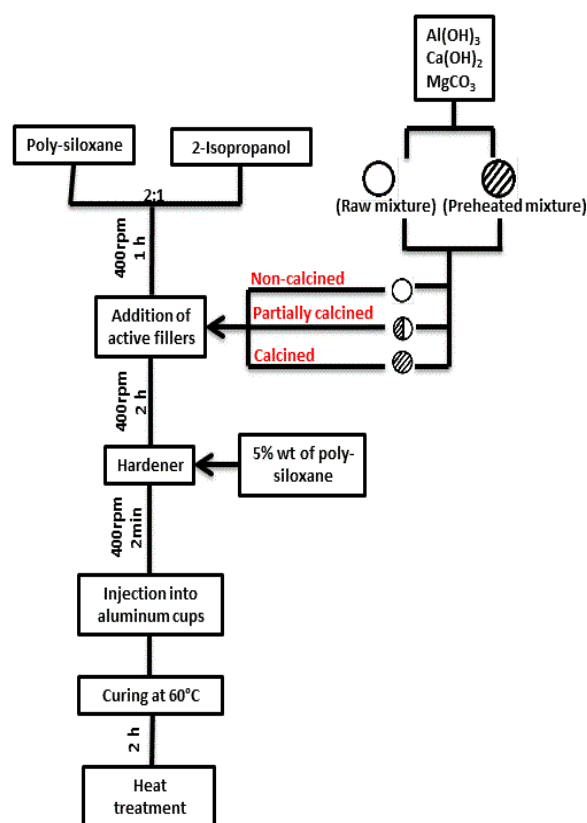 Al(OH)₃
Ca(OH)₂
MgCO₃
Poly-siloxane
2-Isopropanol
2:1
(Raw mixture)
(Preheated mixture)
400rpm
1 h
Non-calcined
Partially calcined
Calcined
Addition of
active fillers
400rpm
2 h
Hardener
5% wt of poly-
siloxane
400rpm
2min
Injection into
aluminum cups
Curing at 60°C
2 h
Heat
treatment